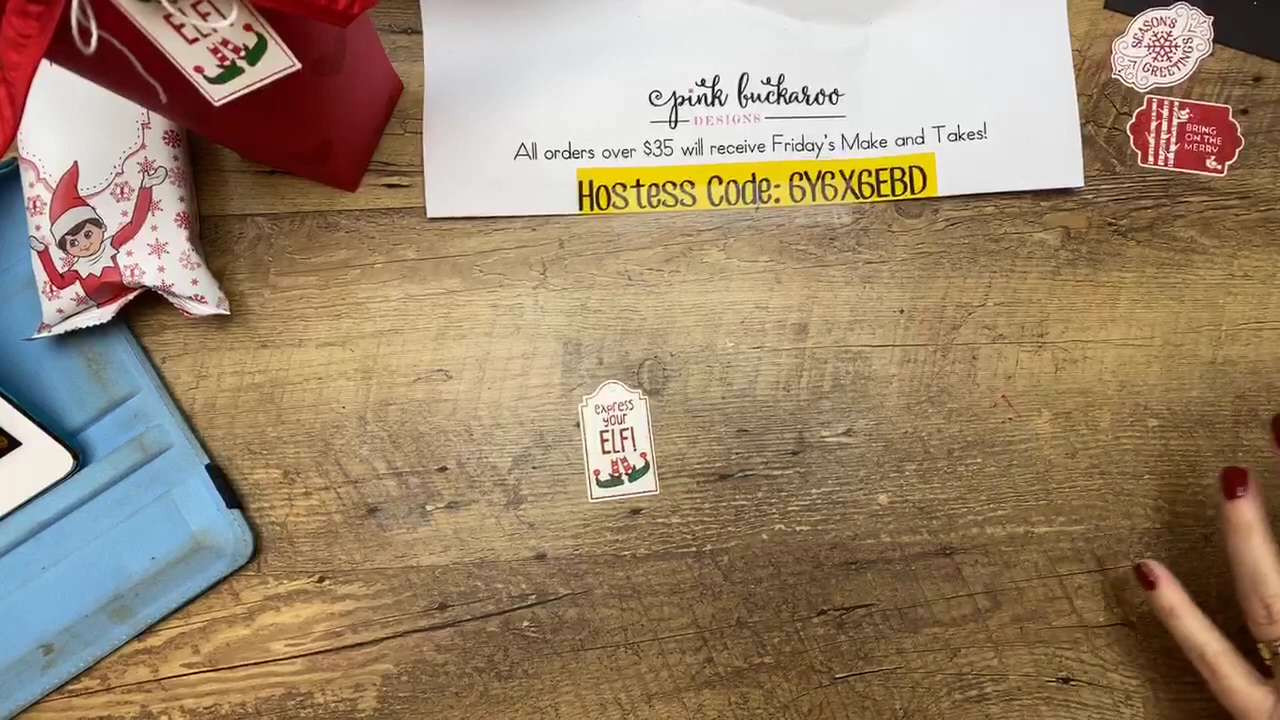 ELF!
pink buckaroo
DESIGNS
All orders over $35 will receive Friday's Make and Takes!
Hostess Code: 6Y6X6EBD
SEASON'S
GREETINGS
BRING
ON THE
MERRY
express
your
ELF!